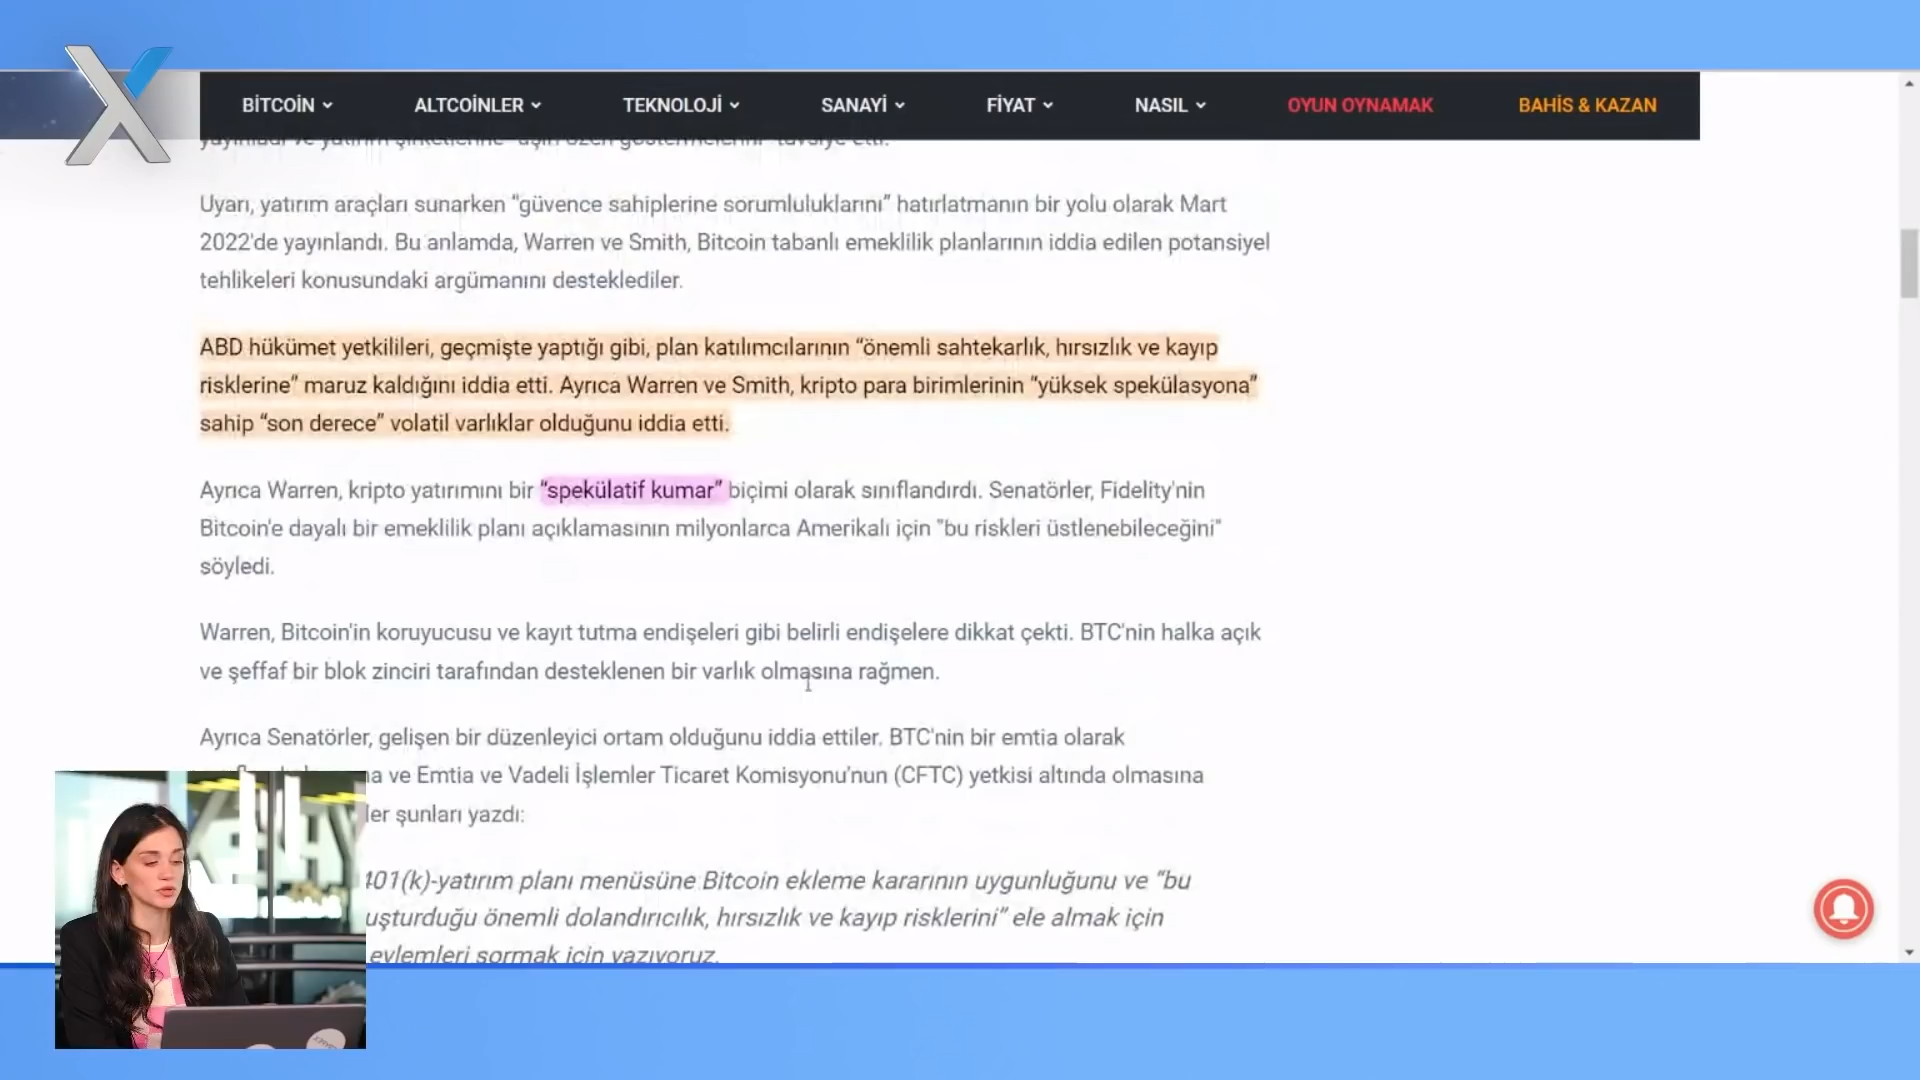 BİTCOİN
ALTCOİNLER
TEKNOLOJİ
SANAYİ
FİYAT
NASIL
OYUN OYNAMAK
BAHİS & KAZAN
yayınladı ve yatırım şirketlerine "aşırı özen göstermelerini" tavsiye etti.
Uyarı, yatırım araçları sunarken "güvence sahiplerine sorumluluklarını" hatırlatmanın bir yolu olarak Mart
2022'de yayınlandı. Bu anlamda, Warren ve Smith, Bitcoin tabanlı emeklilik planlarının iddia edilen potansiyel
tehlikeleri konusundaki argümanını desteklediler.
ABD hükümet yetkilileri, geçmişte yaptığı gibi, plan katılımcılarının "önemli sahtekarlık, hırsızlık ve kayıp
risklerine" maruz kaldığını iddia etti. Ayrıca Warren ve Smith, kripto para birimlerinin "yüksek spekülasyona"
sahip "son derece" volatil varlıklar olduğunu iddia etti.
Ayrıca Warren, kripto yatırımını bir "spekülatif kumar" biçimi olarak sınıflandırdı. Senatörler, Fidelity'nin
Bitcoin'e dayalı bir emeklilik planı açıklamasının milyonlarca Amerikalı için "bu riskleri üstlenebileceğini"
söyledi.
Warren, Bitcoin'in koruyucusu ve kayıt tutma endişeleri gibi belirli endişelere dikkat çekti. BTC'nin halka açık
ve şeffaf bir blok zinciri tarafından desteklenen bir varlık olmasına rağmen.
Ayrıca Senatörler, gelişen bir düzenleyici ortam olduğunu iddia ettiler. BTC'nin bir emtia olarak
ve Emtia ve Vadeli İşlemler Ticaret Komisyonu'nun (CFTC) yetkisi altında olmasına
ler şunları yazdı:
401(k)-yatırım planı menüsüne Bitcoin ekleme kararının uygunluğunu ve "bu
uşturduğu önemli dolandırıcılık, hırsızlık ve kayıp risklerini" ele almak için
eylemleri sormak için yazıyoruz.